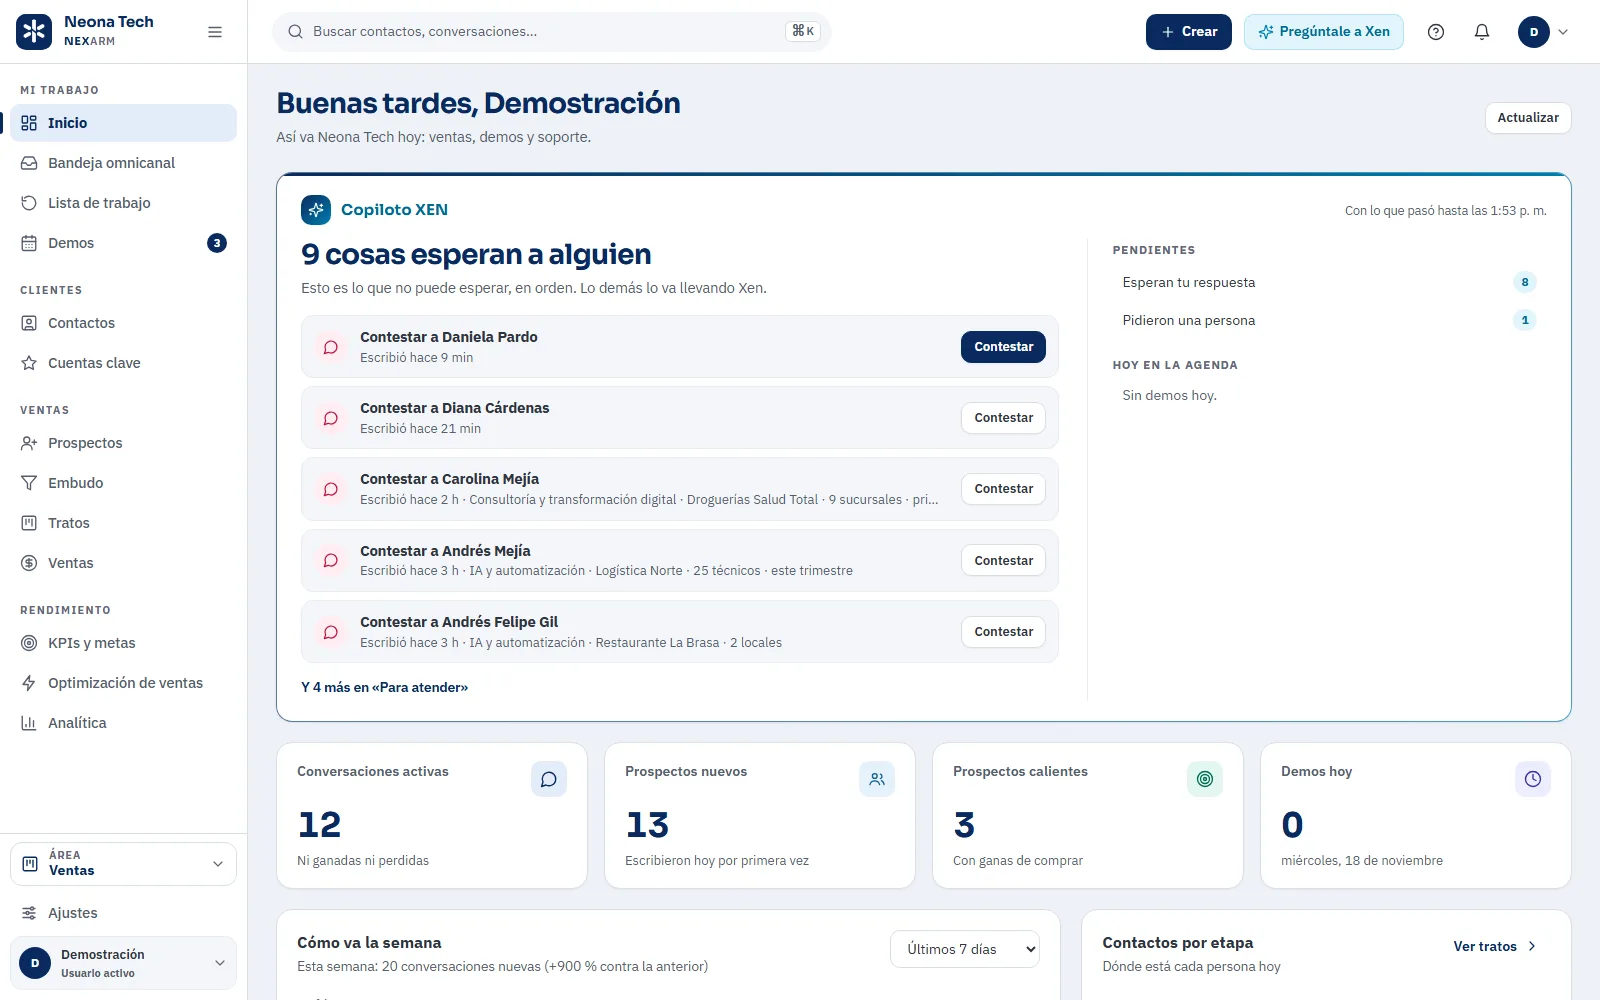 Neona Tech
NEXARM
MI TRABAJO
Inicio
Bandeja omnicanal
Lista de trabajo
Demos
3
CLIENTES
Contactos
Cuentas clave
VENTAS
Prospectos
Embudo
Tratos
Ventas
RENDIMIENTO
KPIs y metas
Optimización de ventas
Analítica
ÁREA
Ventas
Ajustes
D
Demostración
Usuario activo
Buscar contactos, conversaciones...
⌘K
Crear
Pregúntale a Xen
D
Buenas tardes, Demostración
Así va Neona Tech hoy: ventas, demos y soporte.
Actualizar
Copiloto XEN
Con lo que pasó hasta las 1:53 p. m.
9 cosas esperan a alguien
Esto es lo que no puede esperar, en orden. Lo demás lo va llevando Xen.
Contestar a Daniela Pardo
Escribió hace 9 min
Contestar
Contestar a Diana Cárdenas
Escribió hace 21 min
Contestar
Contestar a Carolina Mejía
Escribió hace 2 h · Consultoría y transformación digital · Droguerías Salud Total · 9 sucursales · pri...
Contestar
Contestar a Andrés Mejía
Escribió hace 3 h · IA y automatización · Logística Norte · 25 técnicos · este trimestre
Contestar
Contestar a Andrés Felipe Gil
Escribió hace 3 h · IA y automatización · Restaurante La Brasa · 2 locales
Contestar
Y 4 más en «Para atender»
PENDIENTES
Esperan tu respuesta
8
Pidieron una persona
1
HOY EN LA AGENDA
Sin demos hoy.
Conversaciones activas
12
Ni ganadas ni perdidas
Prospectos nuevos
13
Escribieron hoy por primera vez
Prospectos calientes
3
Con ganas de comprar
Demos hoy
0
miércoles, 18 de noviembre
Cómo va la semana
Esta semana: 20 conversaciones nuevas (+900 % contra la anterior)
Últimos 7 días
Contactos por etapa
Dónde está cada persona hoy
Ver tratos